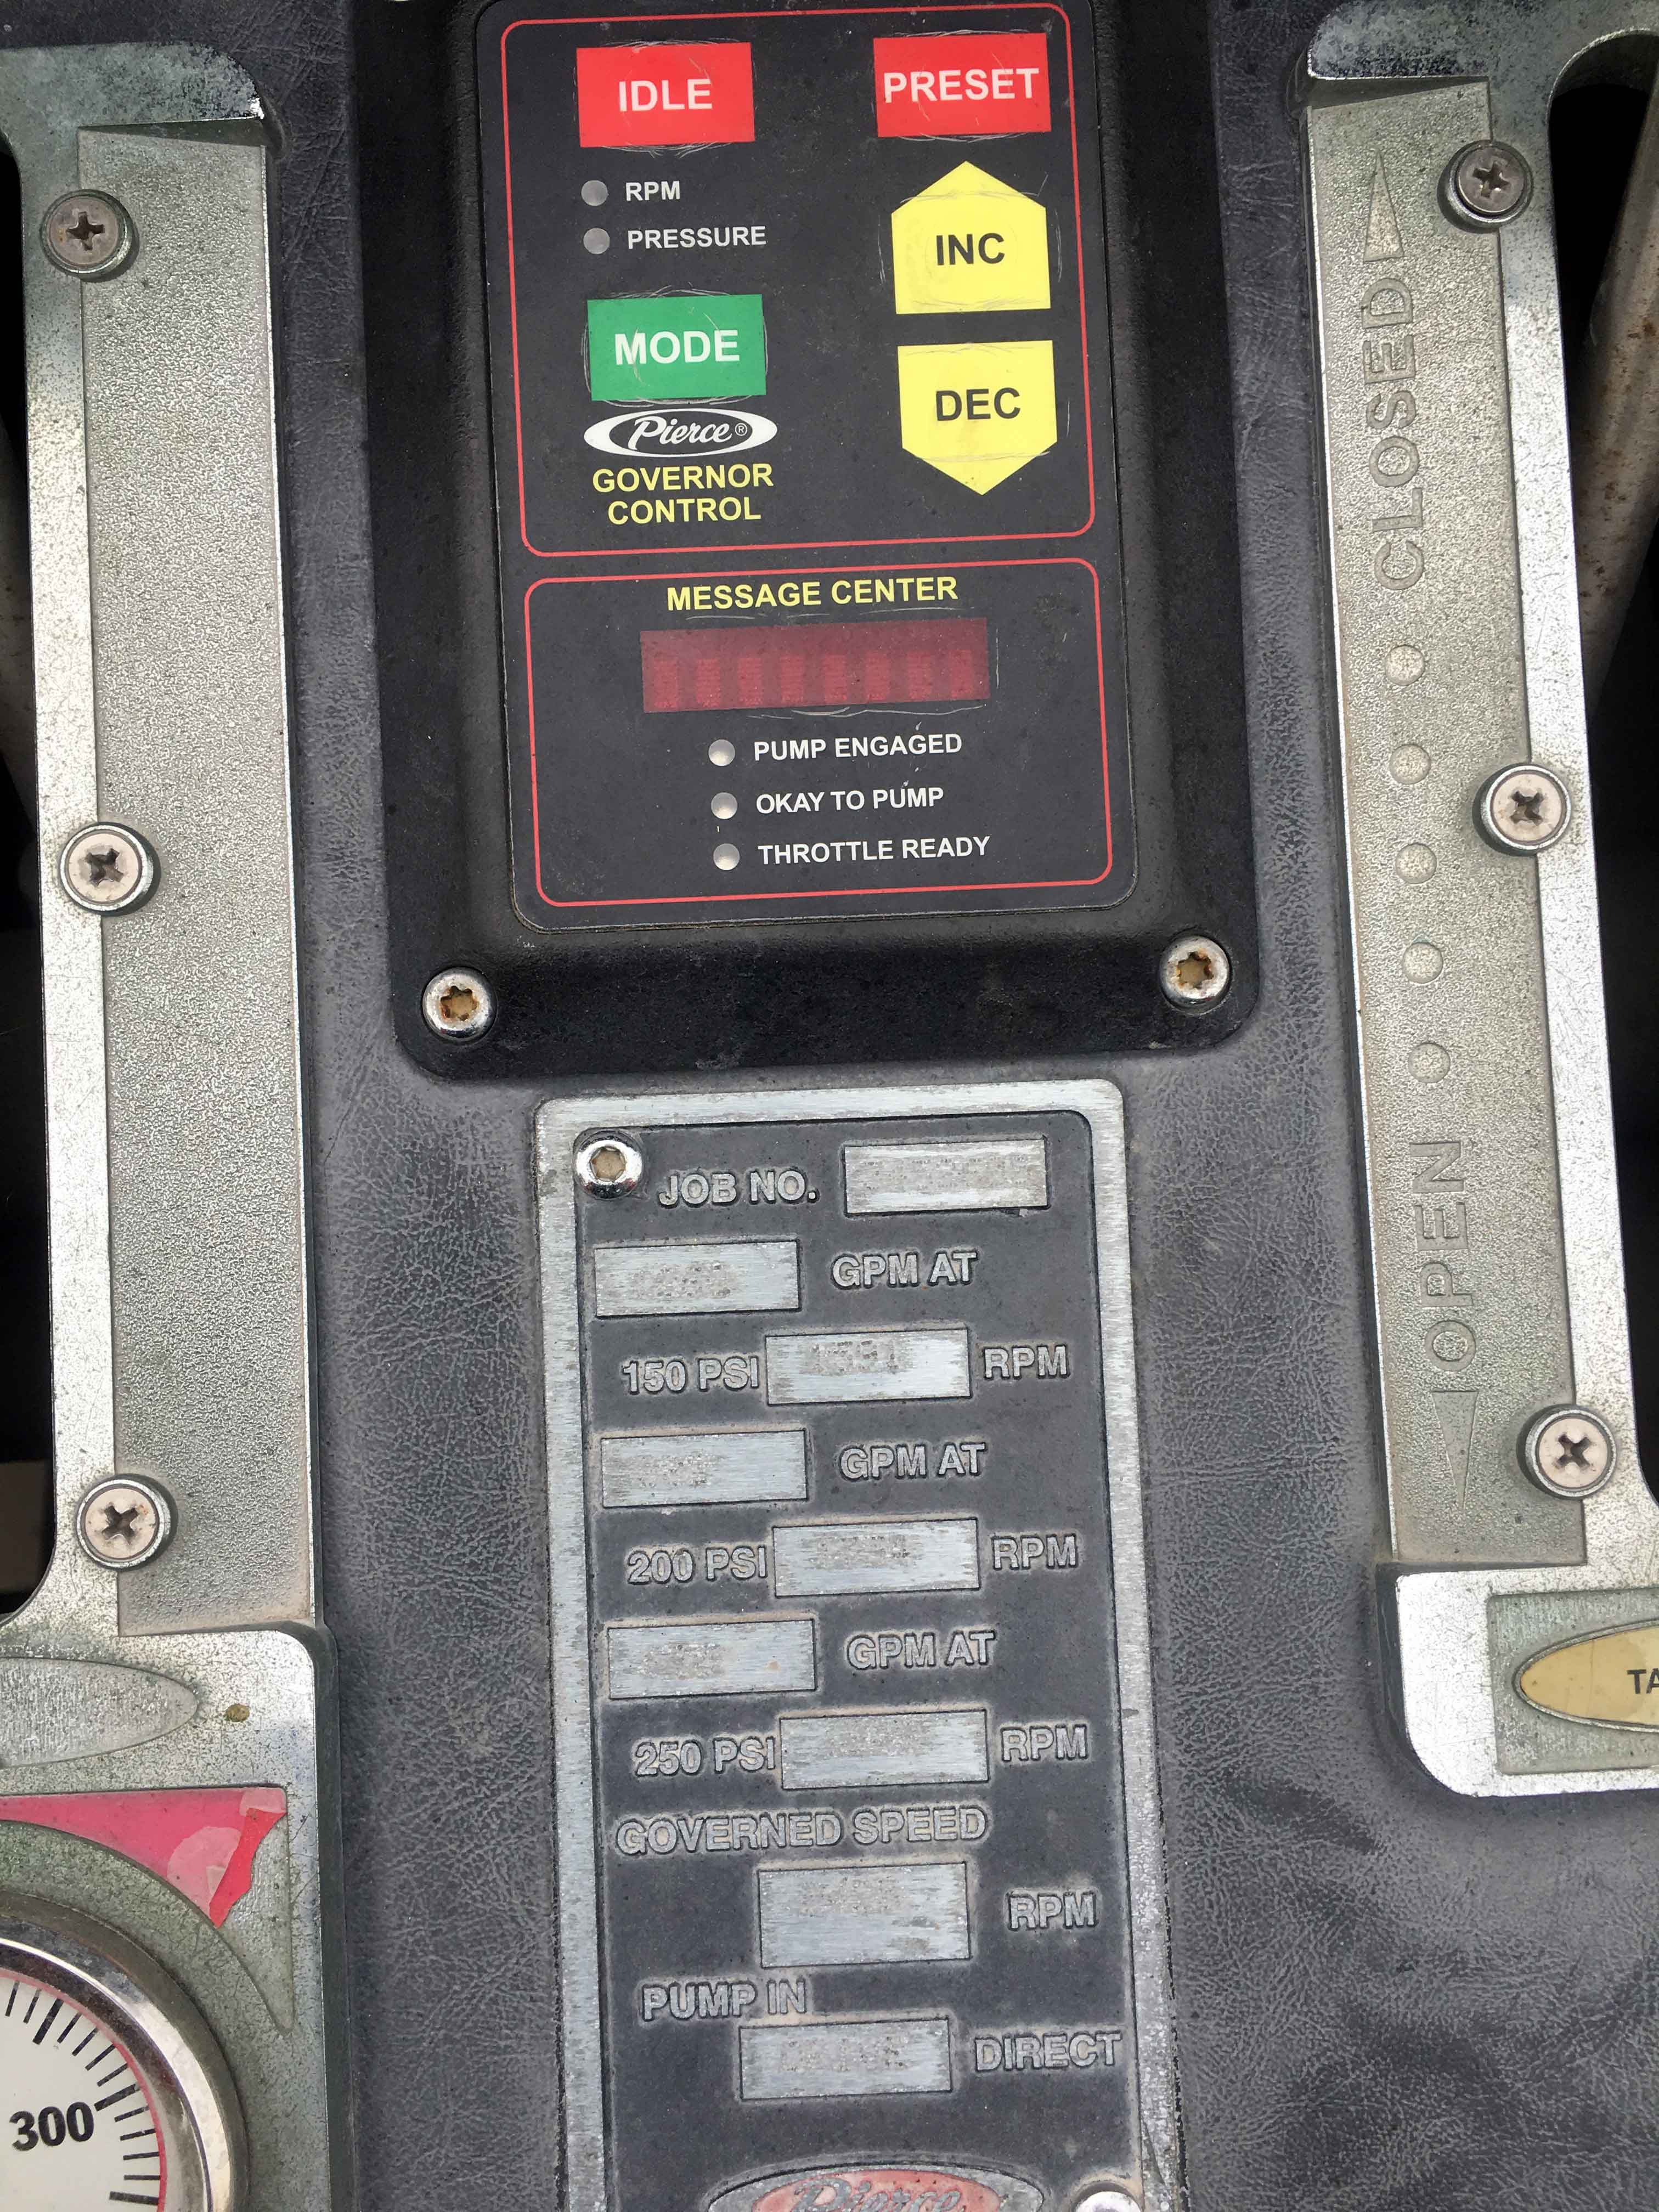 IDLE
PRESET
RPM
PRESSURE
INC
MODE
DEC
Pierce®
GOVERNOR
CONTROL
MESSAGE CENTER
PUMP ENGAGED
OKAY TO PUMP
THROTTLE READY
CLOSED
OPEN
JOB NO.
GPM AT
150 PSI RPM
GPM AT
200 PSI RPM
GPM AT
250 PSI RPM
GOVERNED SPEED
RPM
PUMP IN
DIRECT
Pierce
TA
300